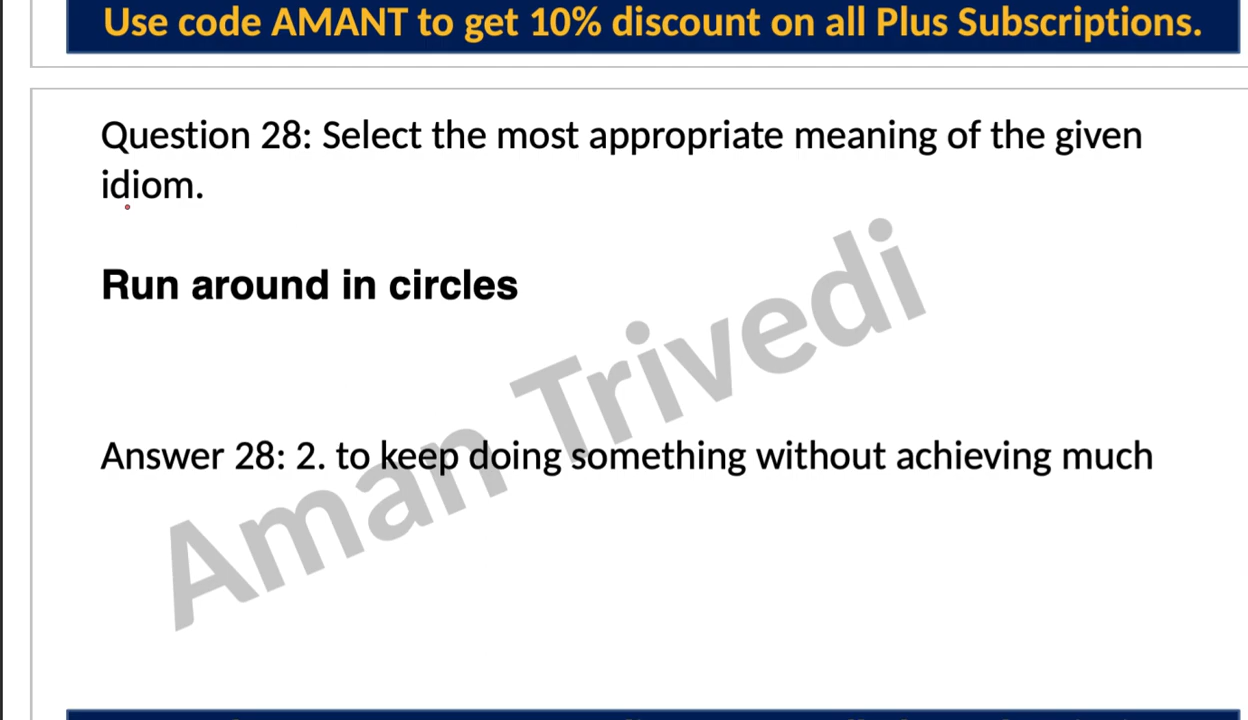 Use code AMANT to get 10% discount on all Plus Subscriptions.
Question 28: Select the most appropriate meaning of the given
idiom.
Run around in circles
Aman Trivedi
Answer 28: 2. to keep doing something without achieving much